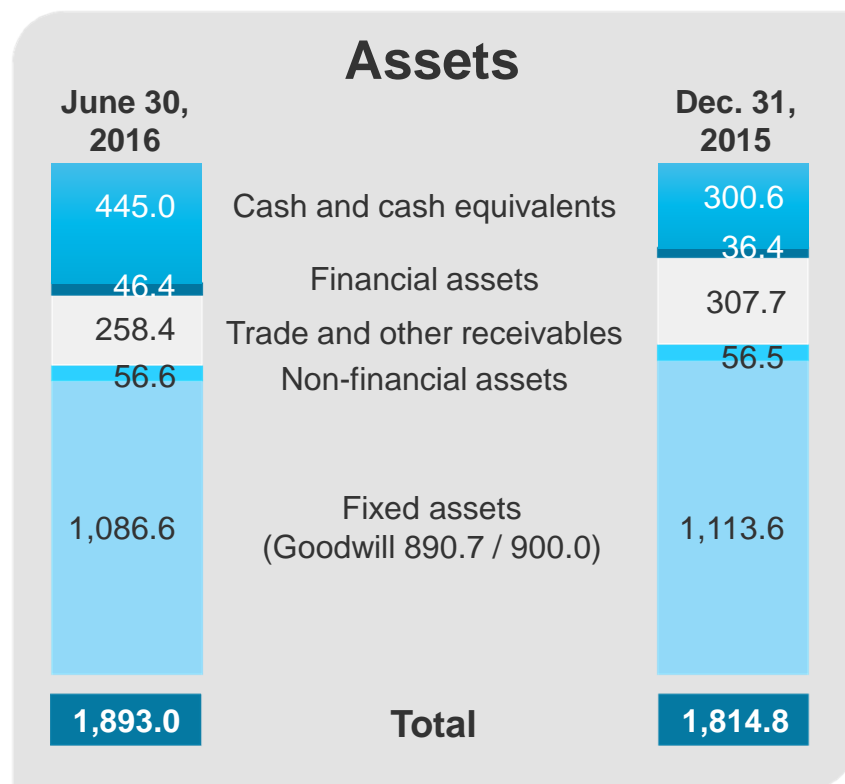 Assets
June 30,
2016
Dec. 31,
2015
445.0
Cash and cash equivalents
300.6
46.4
Financial assets
36.4
258.4
Trade and other receivables
307.7
56.6
Non-financial assets
56.5
1,086.6
Fixed assets
(Goodwill 890.7 / 900.0)
1,113.6
1,893.0
Total
1,814.8